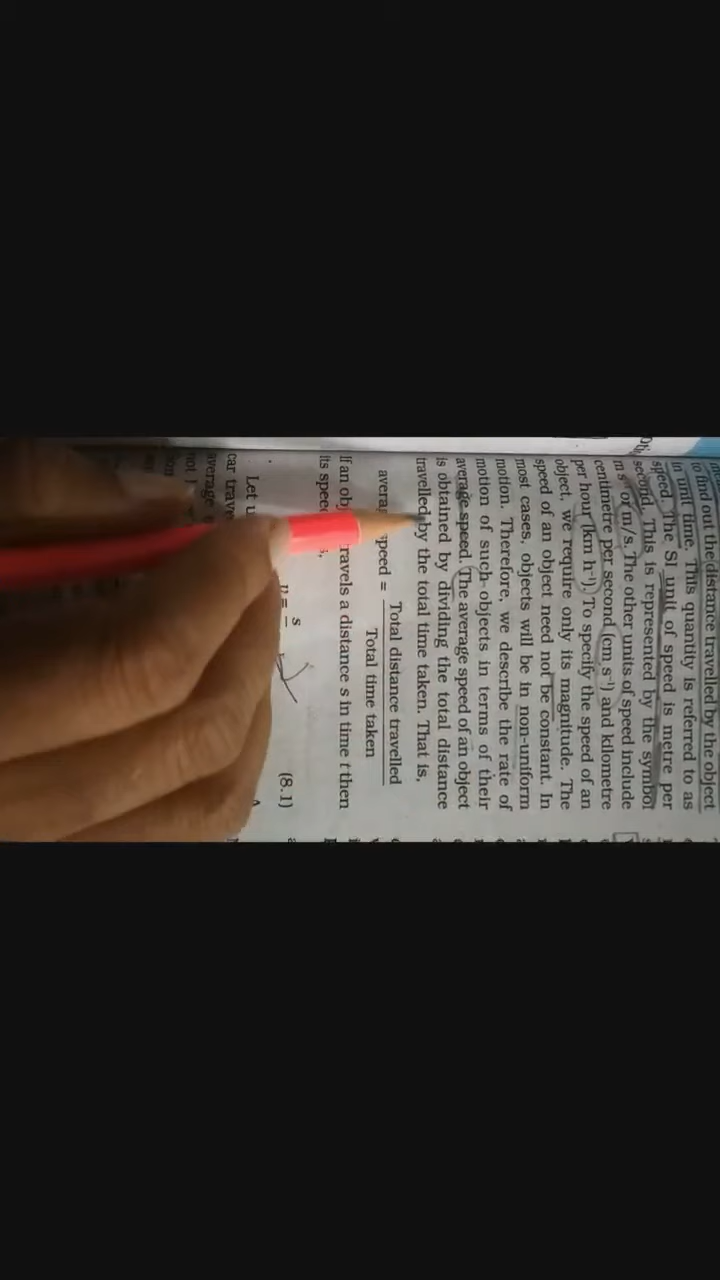 to find out the distance travelled by the object
in unit time. This quantity is referred to as
speed. The SI unit of speed is metre per
second. This is represented by the symbol
m s⁻¹ or m/s. The other units of speed include
centimetre per second (cm s⁻¹) and kilometre
per hour (km h⁻¹). To specify the speed of an
object, we require only its magnitude. The
speed of an object need not be constant. In
most cases, objects will be in non-uniform
motion. Therefore, we describe the rate of
motion of such objects in terms of their
average speed. The average speed of an object
is obtained by dividing the total distance
travelled by the total time taken. That is,
speed = Total distance travelled
Total time taken
If an travels a distance s in time t then
its
v = s
(8.1)
Let
car
average